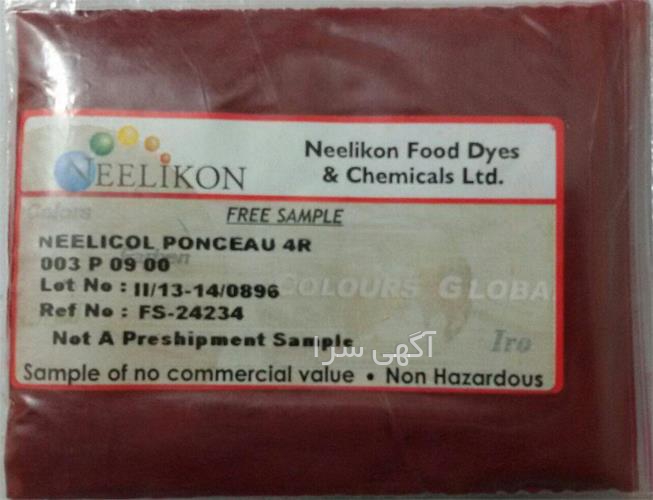 NEELIKON
Neelikon Food Dyes
& Chemicals Ltd.
Colors
FREE SAMPLE
NEELICOL PONCEAU 4R
Farben
003 P 09 00
Lot No : II/13-14/0896
COLOURS GLOBA
Ref No : FS-24234
Not A Preshipment Sample
آگهی سرا
Iro
Sample of no commercial value • Non Hazardous